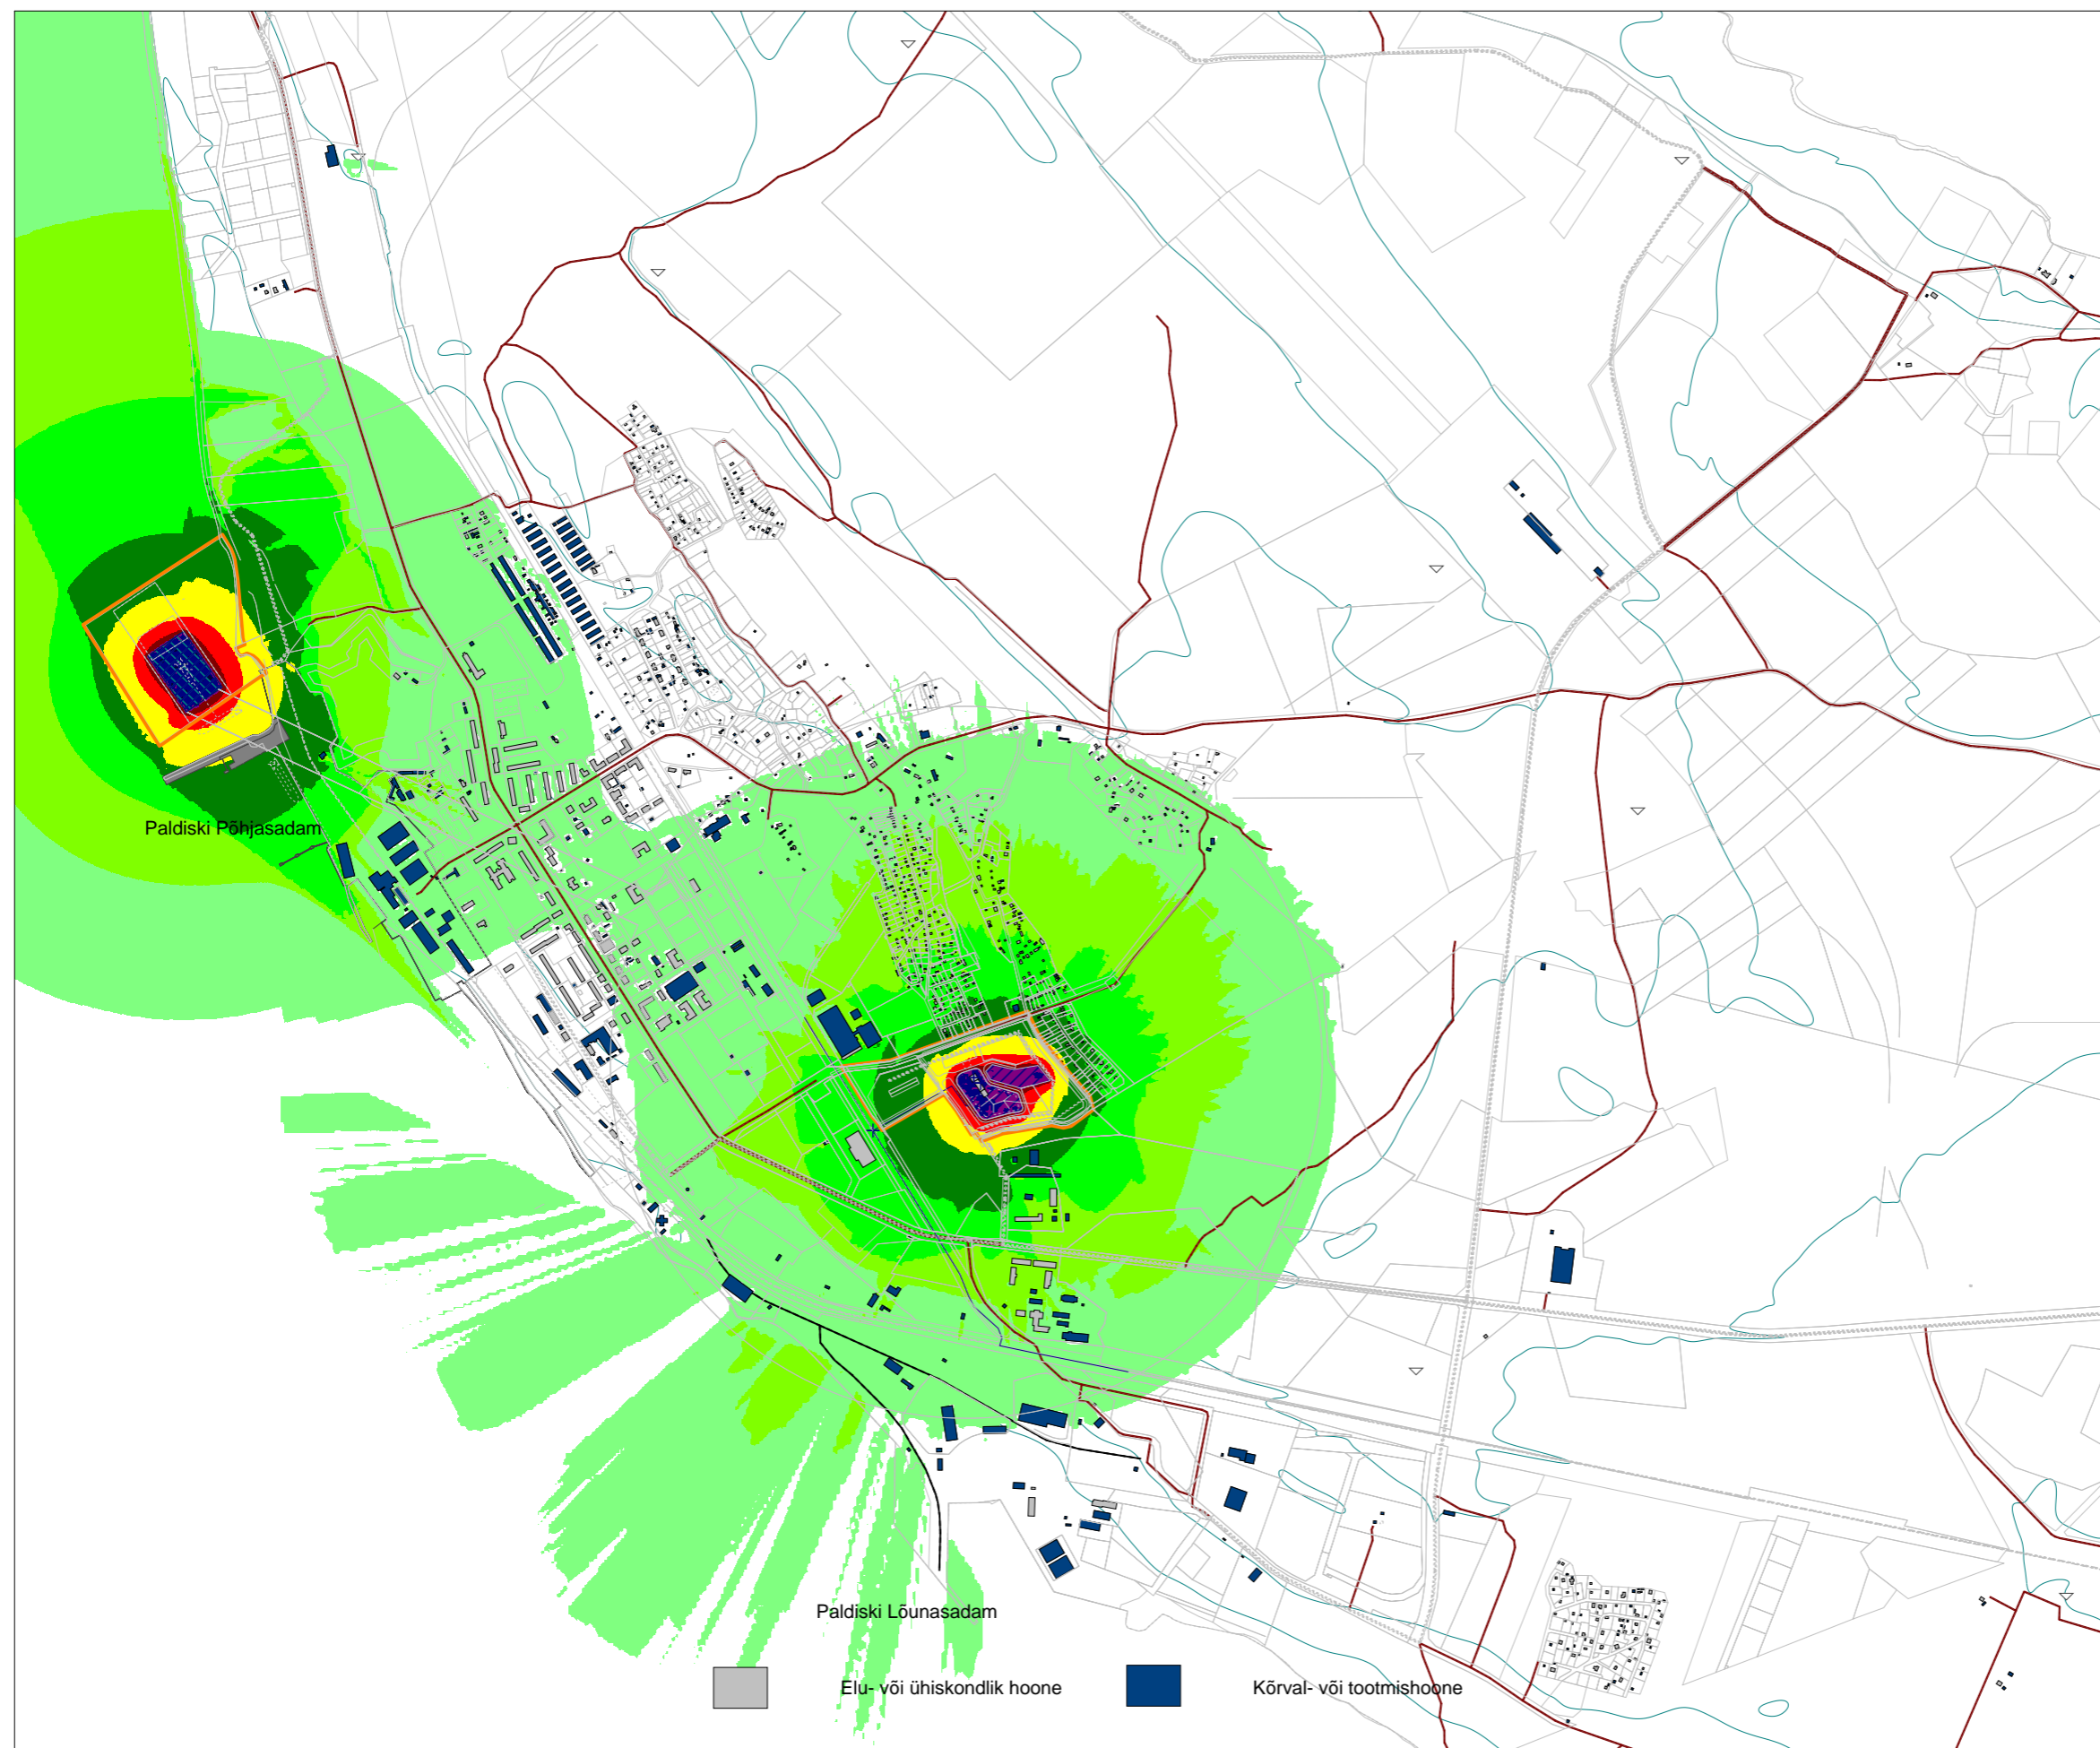 Paldiski Põhjasadam
Paldiski Lõunasadam
Elu- või ühiskondlik hoone
Kõrval- või tootmishoone